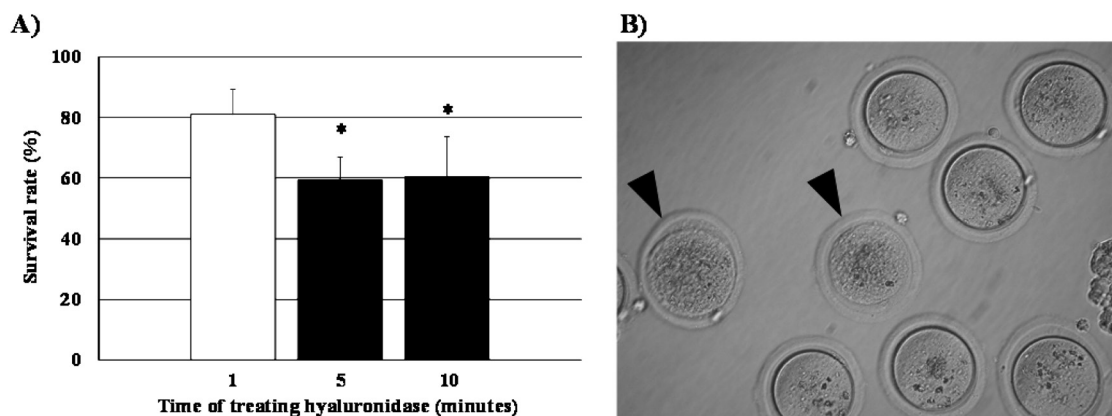 A)
100
80
60
40
20
0
Survival rate (%)
*
*
1 5 10
Time of treating hyaluronidase (minutes)
B)